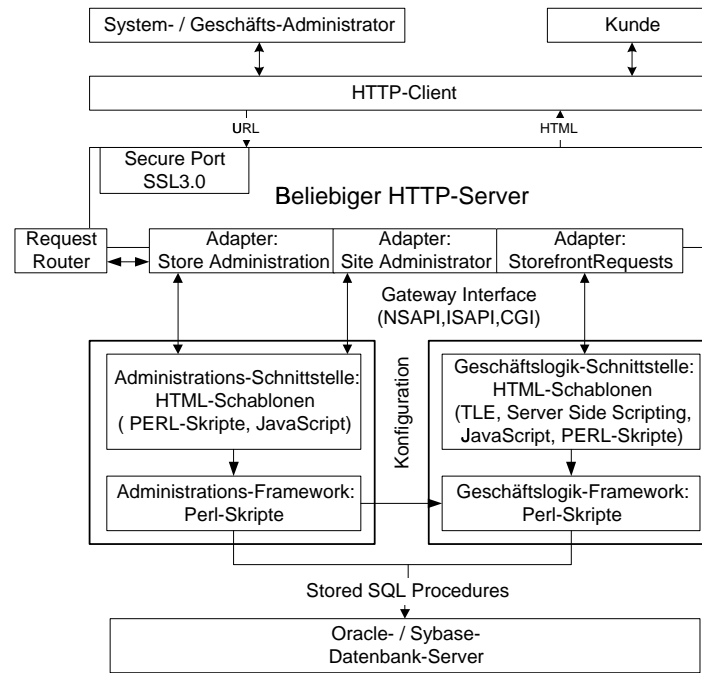 System- / Geschäfts-Administrator
Kunde
HTTP-Client
URL
HTML
Secure Port
SSL3.0
Beliebiger HTTP-Server
Request
Router
Adapter:
Store Administration
Adapter:
Site Administrator
Adapter:
StorefrontRequests
Gateway Interface
(NSAPI,ISAPI,CGI)
Administrations-Schnittstelle:
HTML-Schablonen
( PERL-Skripte, JavaScript)
Konfiguration
Geschäftslogik-Schnittstelle:
HTML-Schablonen
(TLE, Server Side Scripting,
JavaScript, PERL-Skripte)
Administrations-Framework:
Perl-Skripte
Geschäftslogik-Framework:
Perl-Skripte
Stored SQL Procedures
Oracle- / Sybase-
Datenbank-Server